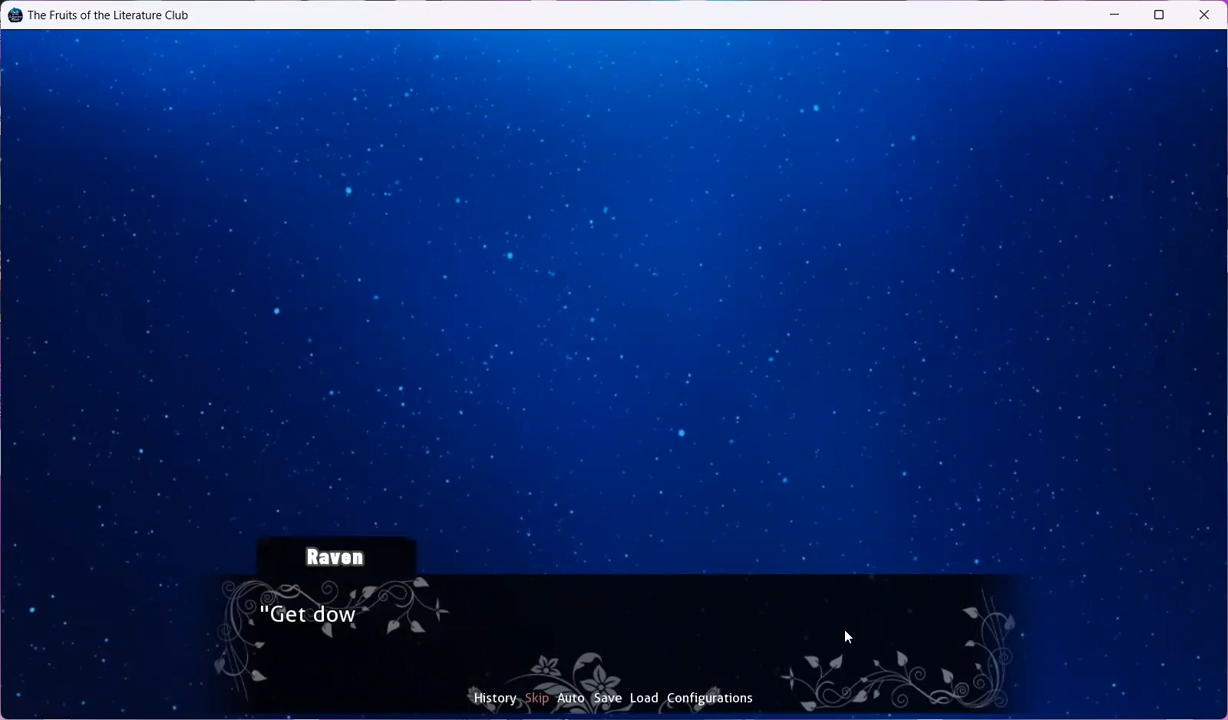 The Fruits of the Literature Club
Raven
"Get dow
History Skip Auto Save Load Configurations